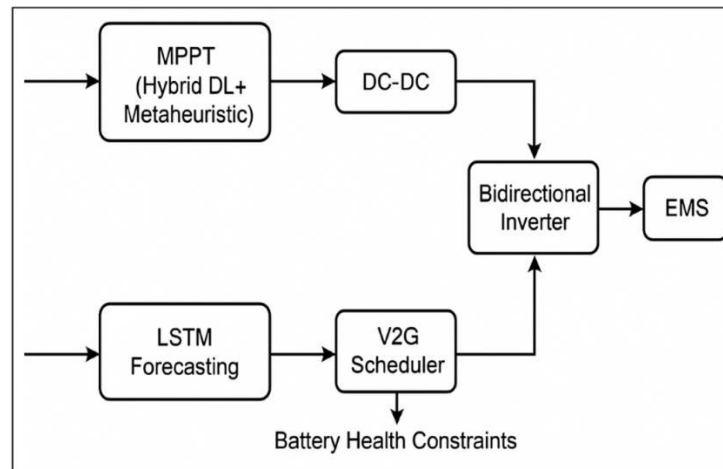 MPPT
(Hybrid DL+
Metaheuristic)
DC-DC
Bidirectional
Inverter
EMS
LSTM
Forecasting
V2G
Scheduler
Battery Health Constraints